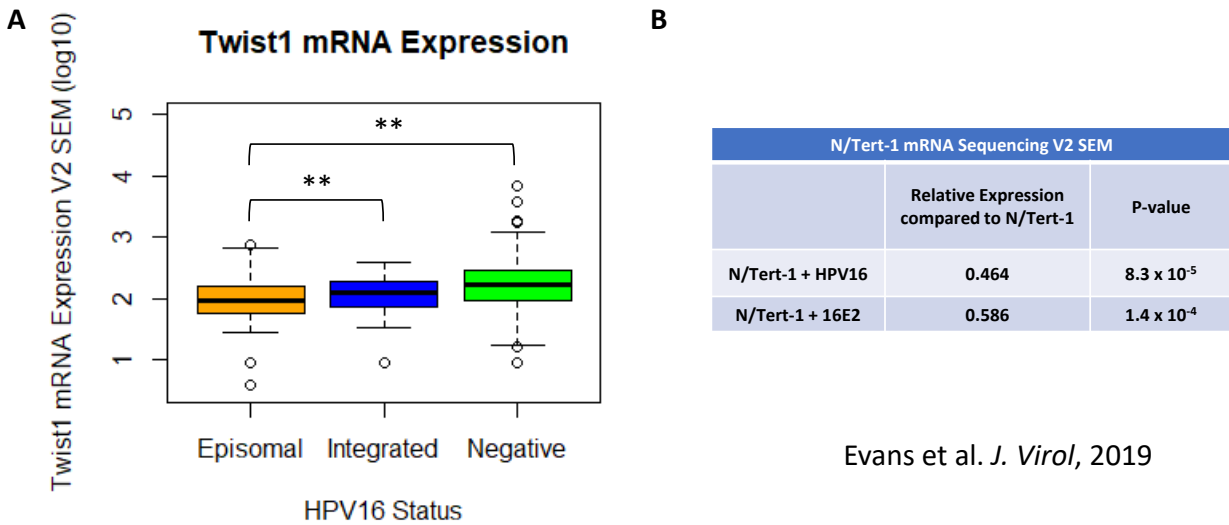 A
Twist1 mRNA Expression
Twist1 mRNA Expression V2 SEM (log10)
5
4
3
2
1
**
**
Episomal Integrated Negative
HPV16 Status
B
N/Tert-1 mRNA Sequencing V2 SEM
Relative Expression
compared to N/Tert-1
P-value
N/Tert-1 + HPV16 0.464 8.3 x 10⁻⁵
N/Tert-1 + 16E2 0.586 1.4 x 10⁻⁴
Evans et al. J. Virol, 2019